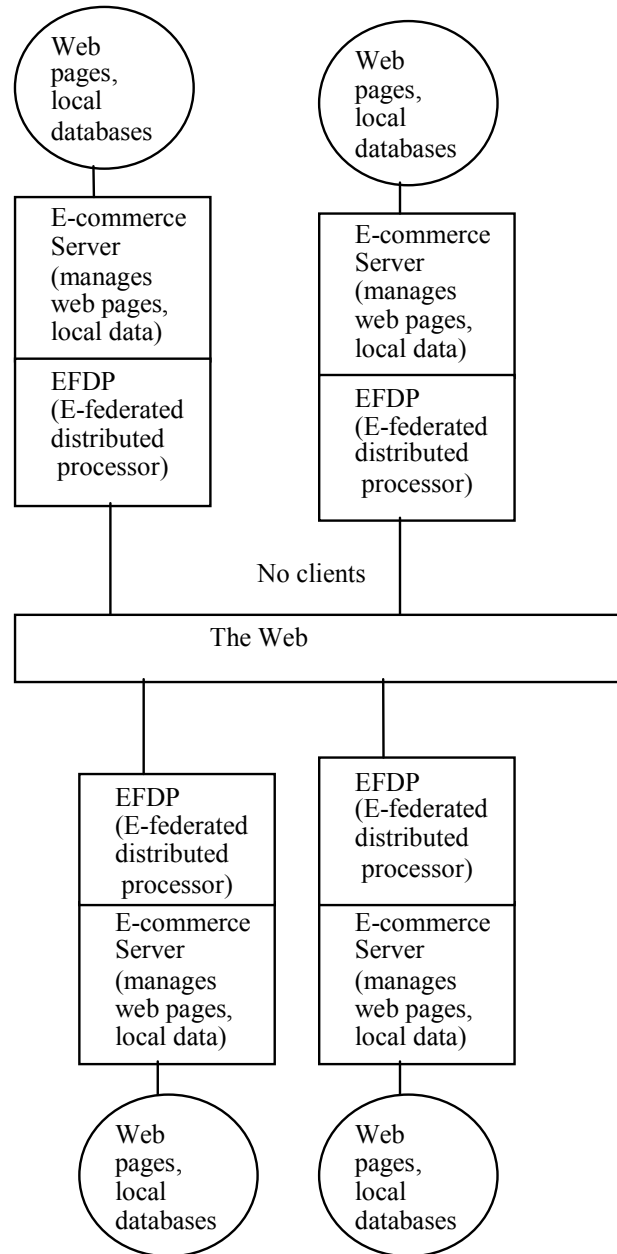 Web
pages,
local
databases
Web
pages,
local
databases
E-commerce
Server
(manages
web pages,
local data)
E-commerce
Server
(manages
web pages,
local data)
EFDP
(E-federated
distributed
processor)
EFDP
(E-federated
distributed
processor)
No clients
The Web
EFDP
(E-federated
distributed
processor)
EFDP
(E-federated
distributed
processor)
E-commerce
Server
(manages
web pages,
local data)
E-commerce
Server
(manages
web pages,
local data)
Web
pages,
local
databases
Web
pages,
local
databases